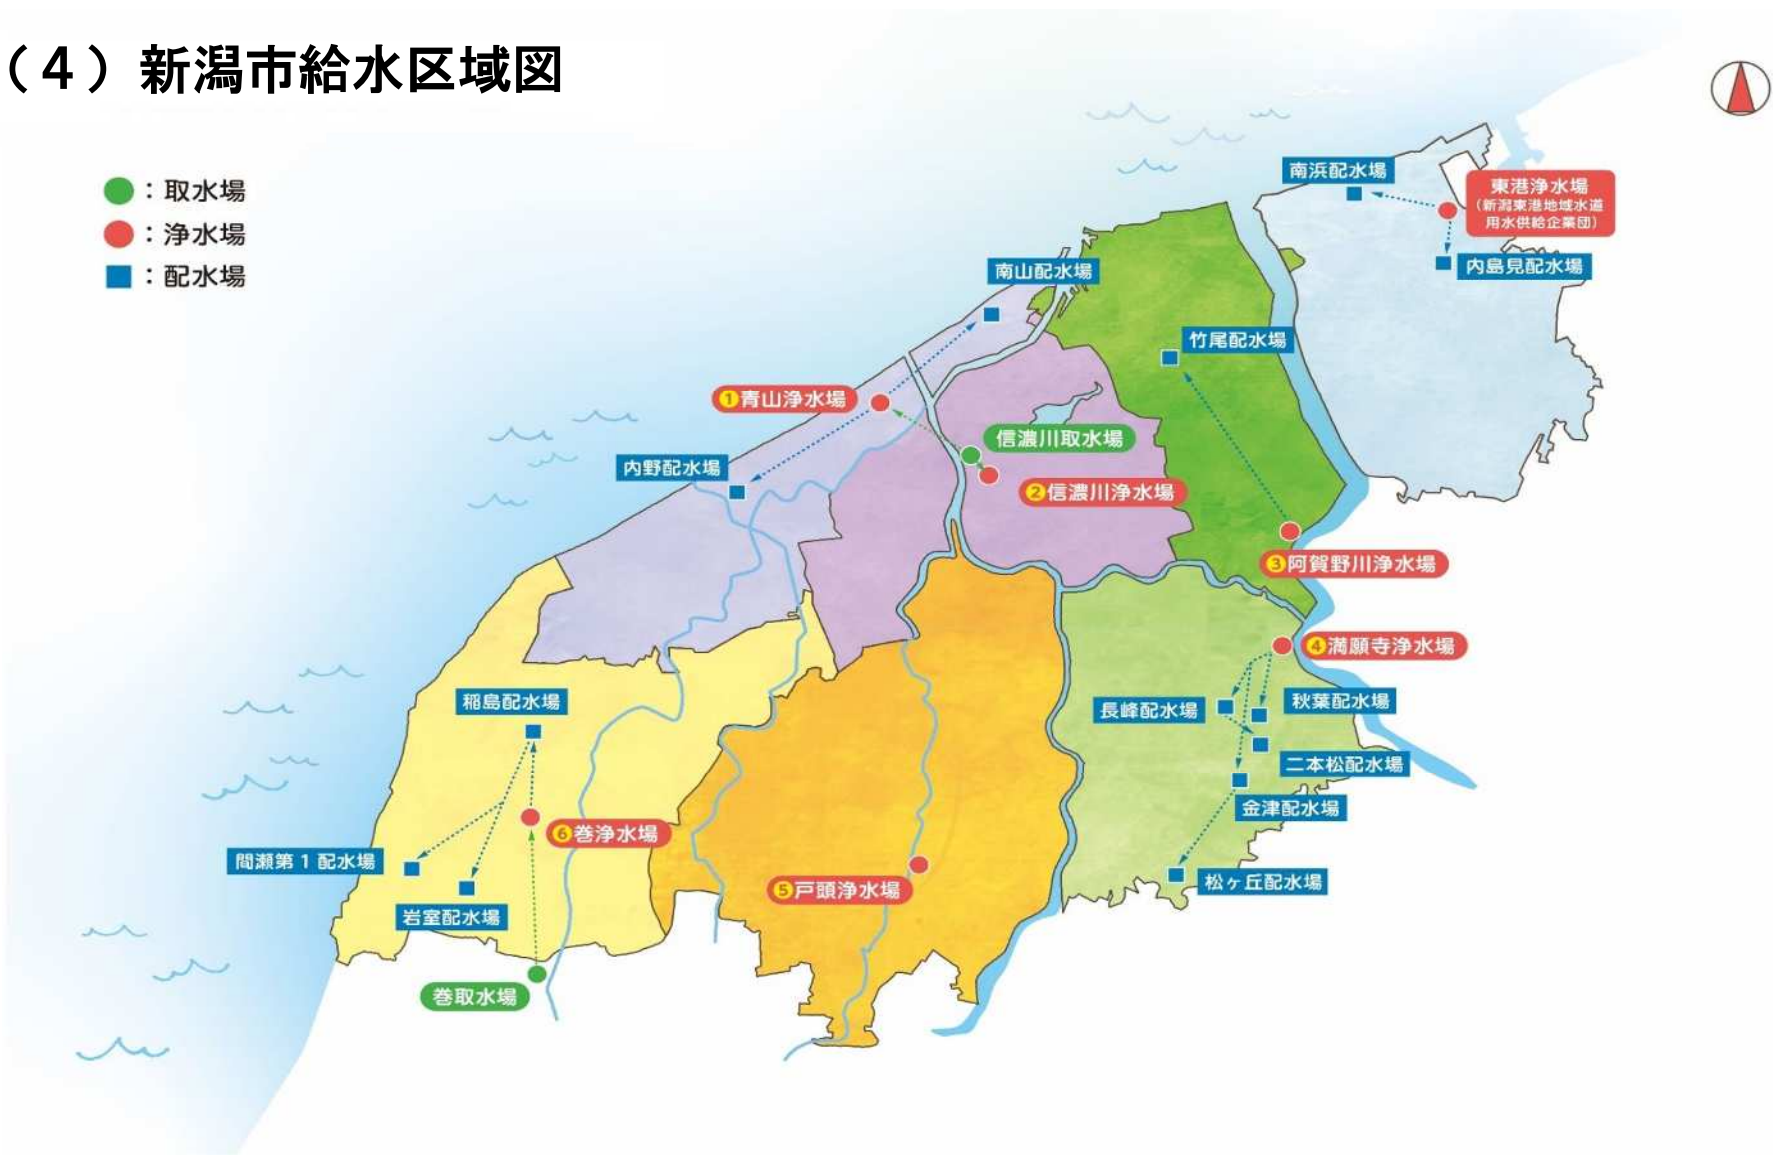 （４）新潟市給水区域図
：取水場
：浄水場
：配水場
南浜配水場
東港浄水場
（新潟東港地域水道
用水供給企業団）
内島見配水場
南山配水場
竹尾配水場
①青山浄水場
信濃川取水場
内野配水場
②信濃川浄水場
③阿賀野川浄水場
④満願寺浄水場
稲島配水場
長峰配水場
秋葉配水場
二本松配水場
金津配水場
⑥巻浄水場
間瀬第１配水場
⑤戸頭浄水場
松ヶ丘配水場
岩室配水場
巻取水場